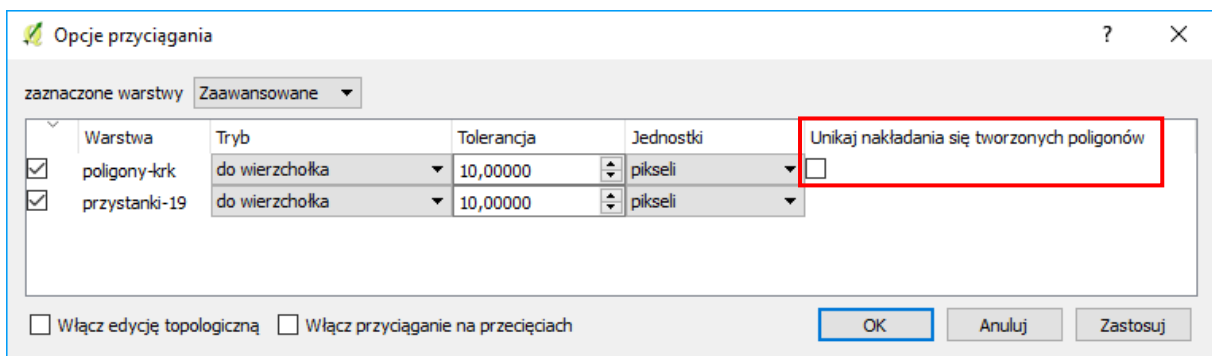 Opcje przyciągania ?
zaznaczone warstwy Zaawansowane
Warstwa Tryb Tolerancja Jednostki Unikaj nakładania się tworzonych poligonów
poligony-krk do wierzchołka 10,00000 pikseli
przystanki-19 do wierzchołka 10,00000 pikseli
Włącz edycję topologiczną Włącz przyciąganie na przecięciach OK Anuluj Zastosuj